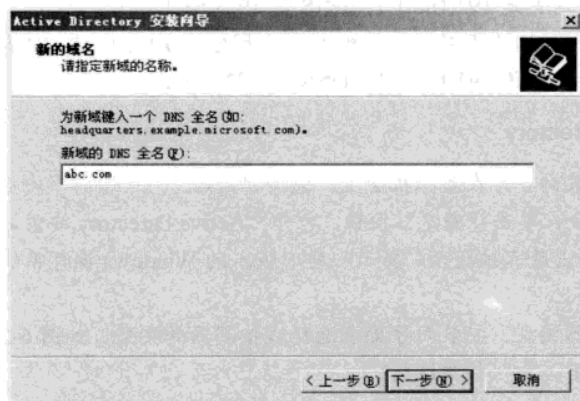 Active Directory 安装向导
新的域名
请指定新域的名称。
为新域键入一个 DNS 全名(如:
headquarters.example.microsoft.com)。
新域的 DNS 全名(F):
abc.com
< 上一步(B)
下一步(N) >
取消